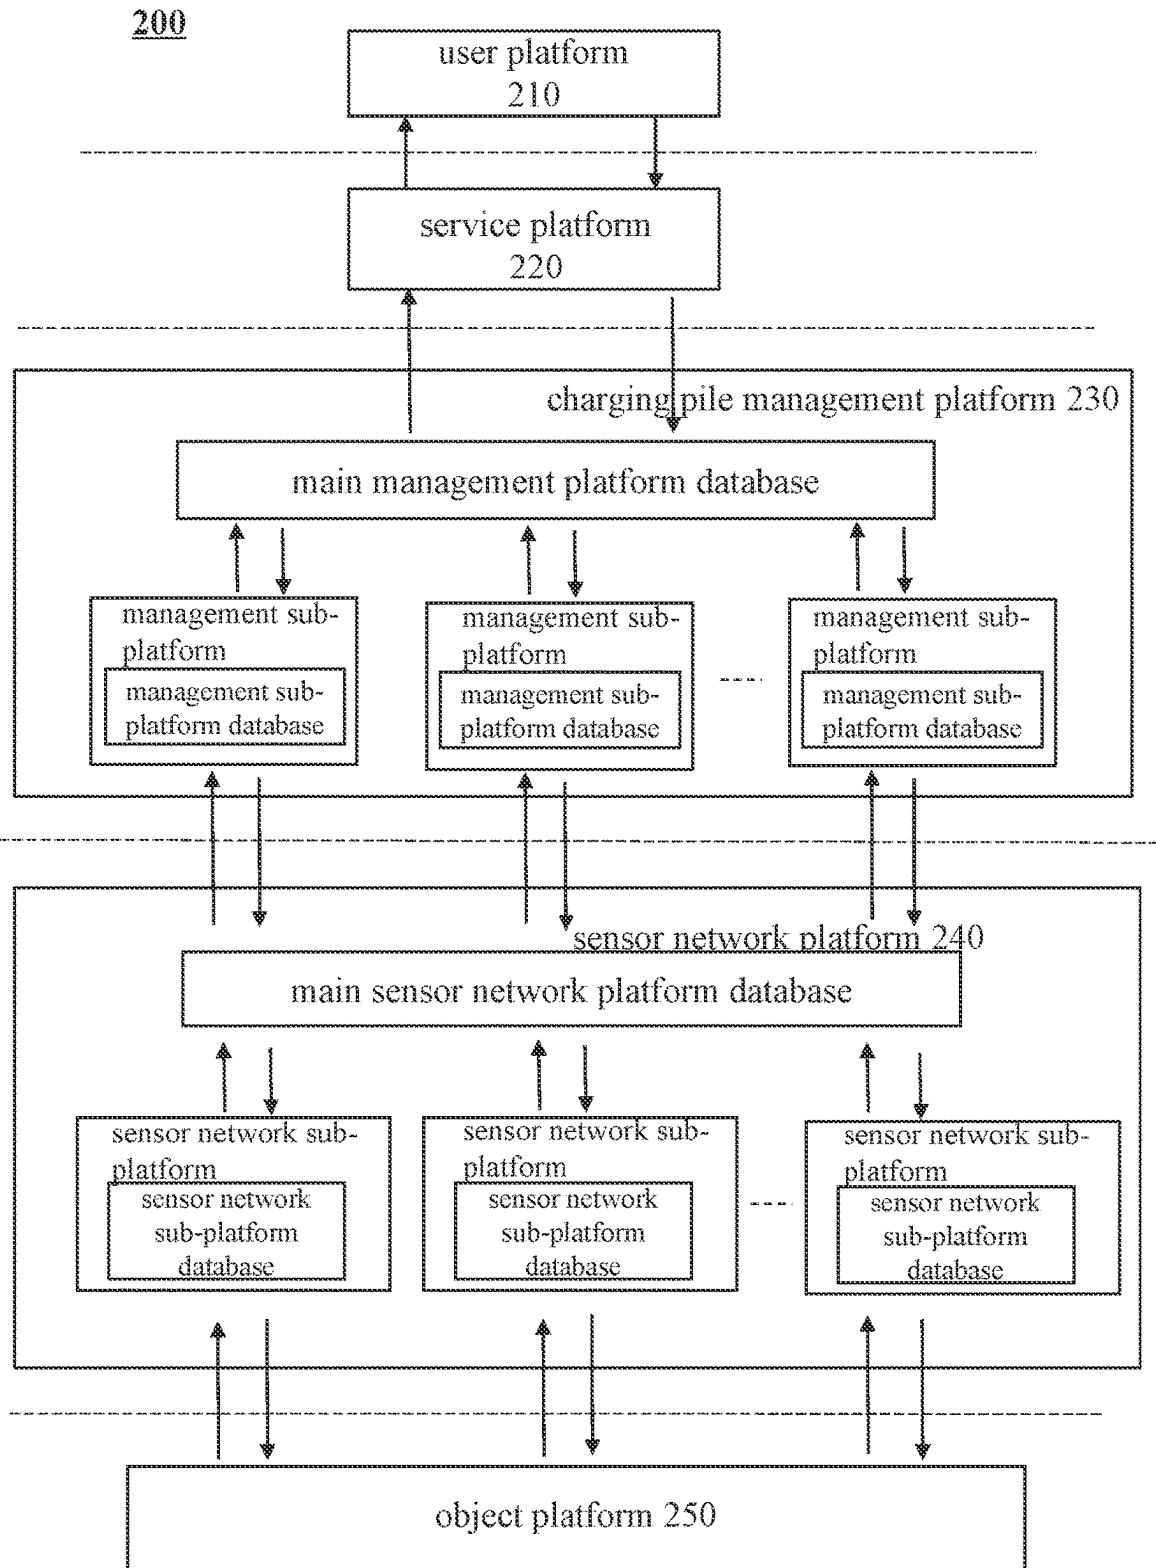 200
user platform
210
service platform
220
charging pile management platform 230
main management platform database
management sub-
platform
management sub-
platform database
management sub-
platform
management sub-
platform database
management sub-
platform
management sub-
platform database
sensor network platform 240
main sensor network platform database
sensor network sub-
platform
sensor network
sub-platform
database
sensor network sub-
platform
sensor network
sub-platform
database
sensor network sub-
platform
sensor network
sub-platform
database
object platform 250